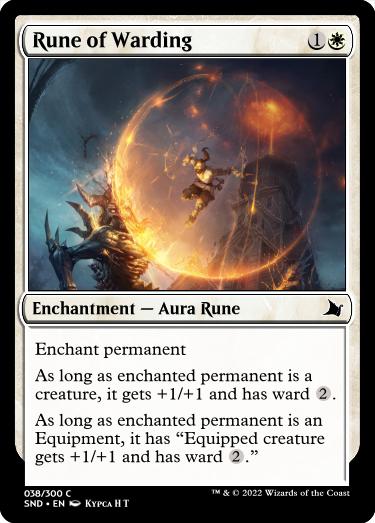 Rune of Warding 1
Enchantment — Aura Rune
Enchant permanent
As long as enchanted permanent is a
creature, it gets +1/+1 and has ward 2.
As long as enchanted permanent is an
Equipment, it has “Equipped creature
gets +1/+1 and has ward 2.”
038/300 C
SND • EN KYPCA H T
™ & © 2022 Wizards of the Coast